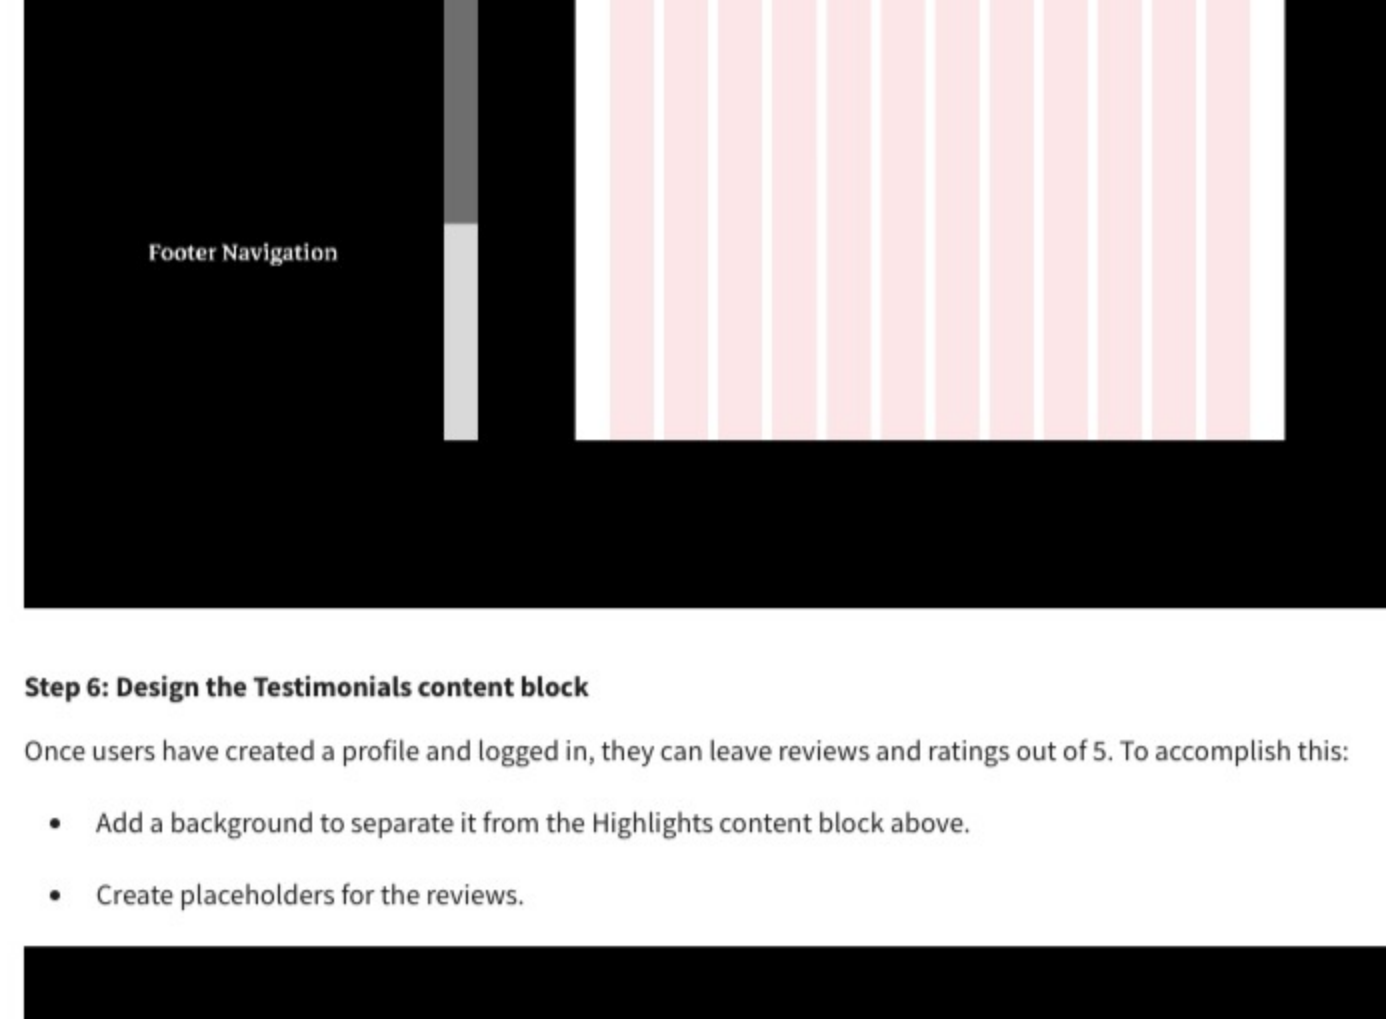 Footer Navigation
Step 6: Design the Testimonials content block
Once users have created a profile and logged in, they can leave reviews and ratings out of 5. To accomplish this:
• Add a background to separate it from the Highlights content block above.
• Create placeholders for the reviews.